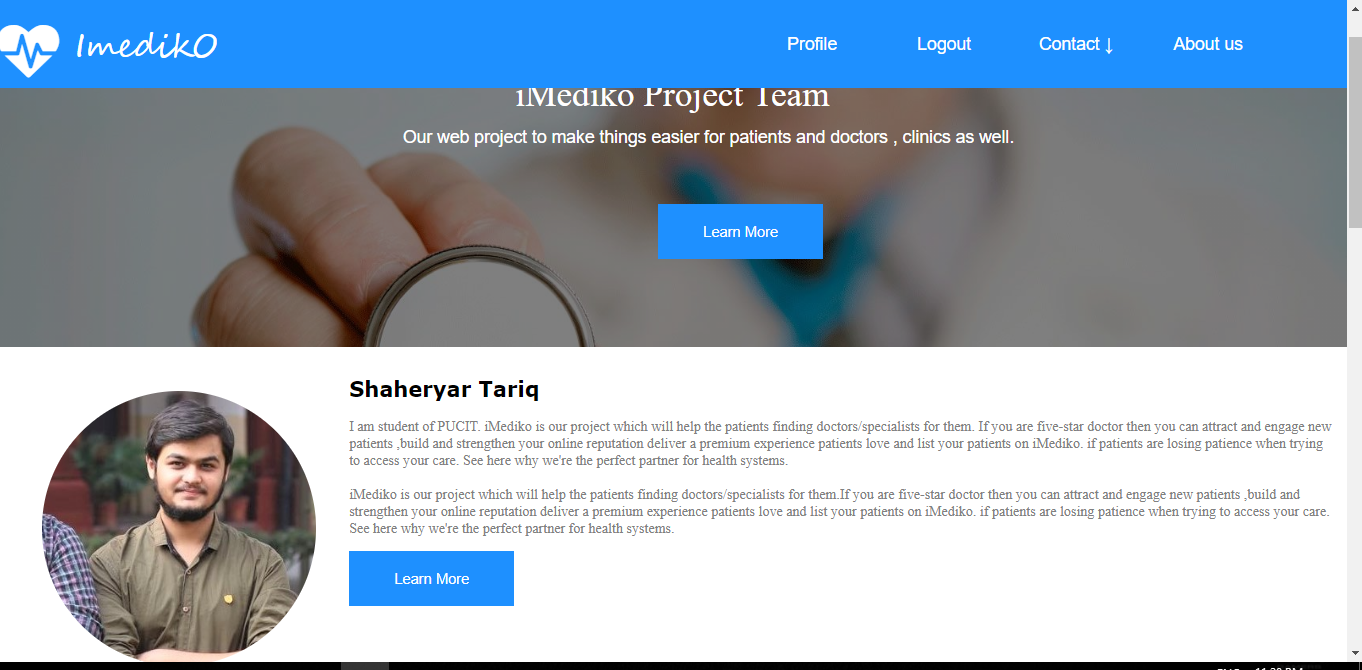 ImedikO
Profile
Logout
Contact ↓
About us
iMediko Project Team
Our web project to make things easier for patients and doctors , clinics as well.
Learn More
Shaheryar Tariq
I am student of PUCIT. iMediko is our project which will help the patients finding doctors/specialists for them. If you are five-star doctor then you can attract and engage new
patients ,build and strengthen your online reputation deliver a premium experience patients love and list your patients on iMediko. if patients are losing patience when trying
to access your care. See here why we're the perfect partner for health systems.
iMediko is our project which will help the patients finding doctors/specialists for them.If you are five-star doctor then you can attract and engage new patients ,build and
strengthen your online reputation deliver a premium experience patients love and list your patients on iMediko. if patients are losing patience when trying to access your care.
See here why we're the perfect partner for health systems.
Learn More